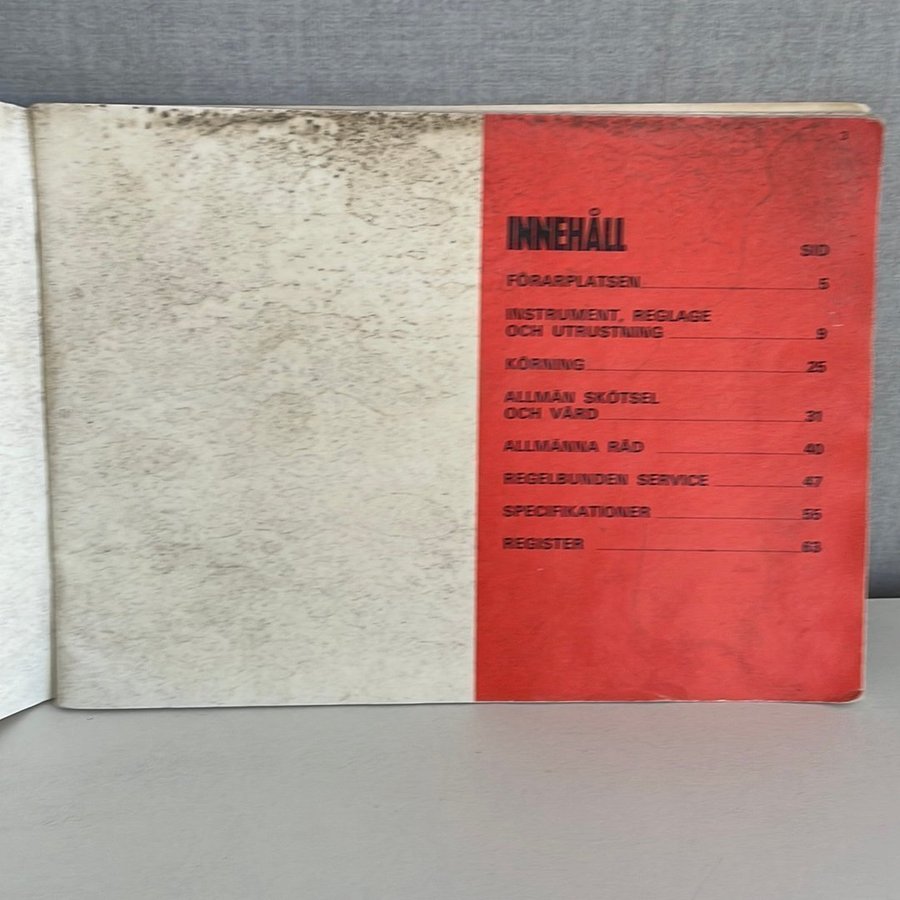 3
INNEHÅLL
SID
FÖRARPLATSEN 5
INSTRUMENT, REGLAGE
OCH UTRUSTNING 9
KÖRNING 25
ALLMÄN SKÖTSEL
OCH VÅRD 31
ALLMÄNNA RÅD 40
REGELBUNDEN SERVICE 47
SPECIFIKATIONER 55
REGISTER 63